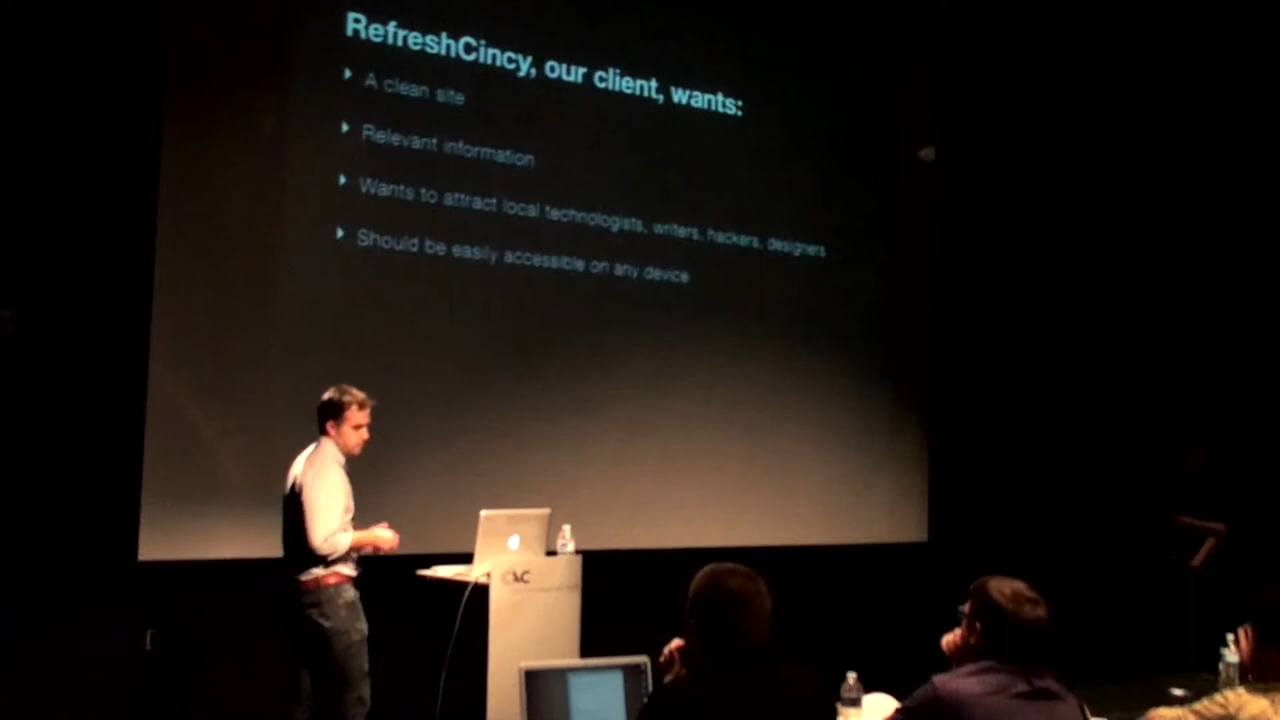 RefreshCincy, our client, wants:
A clean site
Relevant information
Wants to attract local technologists, writers, hackers, designers
Should be easily accessible on any device
CAC